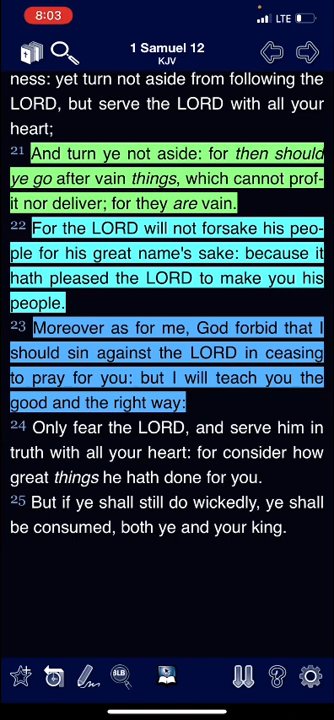 8:03
LTE
1 Samuel 12
KJV
ness: yet turn not aside from following the
LORD, but serve the LORD with all your
heart;
21 And turn ye not aside: for then should
ye go after vain things, which cannot prof-
it nor deliver; for they are vain.
22 For the LORD will not forsake his peo-
ple for his great name's sake: because it
hath pleased the LORD to make you his
people.
23 Moreover as for me, God forbid that I
should sin against the LORD in ceasing
to pray for you: but I will teach you the
good and the right way:
24 Only fear the LORD, and serve him in
truth with all your heart: for consider how
great things he hath done for you.
25 But if ye shall still do wickedly, ye shall
be consumed, both ye and your king.
ALB